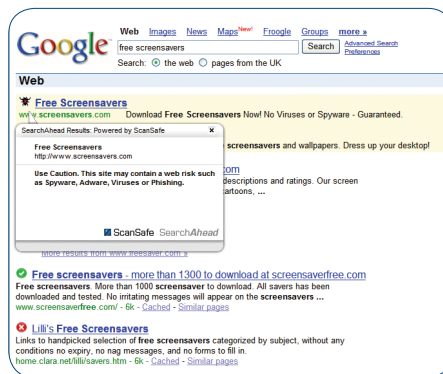 Google
Web Images News Maps New! Froogle Groups more »
free screensavers Search Advanced Search
Preferences
Search: the web pages from the UK
Web
Free Screensavers
www.screensavers.com Download Free Screensavers Now! No Viruses or Spyware - Guaranteed.
SearchAhead Results: Powered by ScanSafe x
screensavers and wallpapers. Dress up your desktop!
Free Screensavers
http://www.screensavers.com
.com
Use Caution. This site may contain a web risk such
as Spyware, Adware, Viruses or Phishing.
descriptions and ratings. Our screen
artoons, ...
ScanSafe SearchAhead
More results from www.freesaver.com »
Free screensavers - more than 1300 to download at screensaverfree.com
Free screensavers. More than 1000 screensaver to download. All savers has been
downloaded and tested. No irritating messages will appear on the screensavers ...
www.screensaverfree.com/ - 6k - Cached - Similar pages
Lilli's Free Screensavers
Links to handpicked selection of free screensavers categorized by subject, without any
conditions no expiry, no nag messages, and no forms to fill in.
home.clara.net/lilli/savers.htm - 6k - Cached - Similar pages